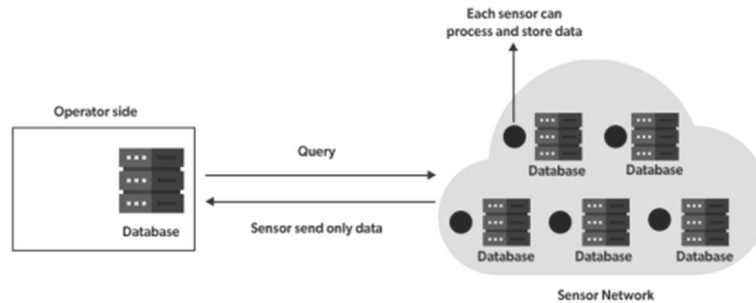 Each sensor can
process and store data
Operator side
Database
Database
Query
Database
Sensor send only data
Database
Database
Database
Sensor Network